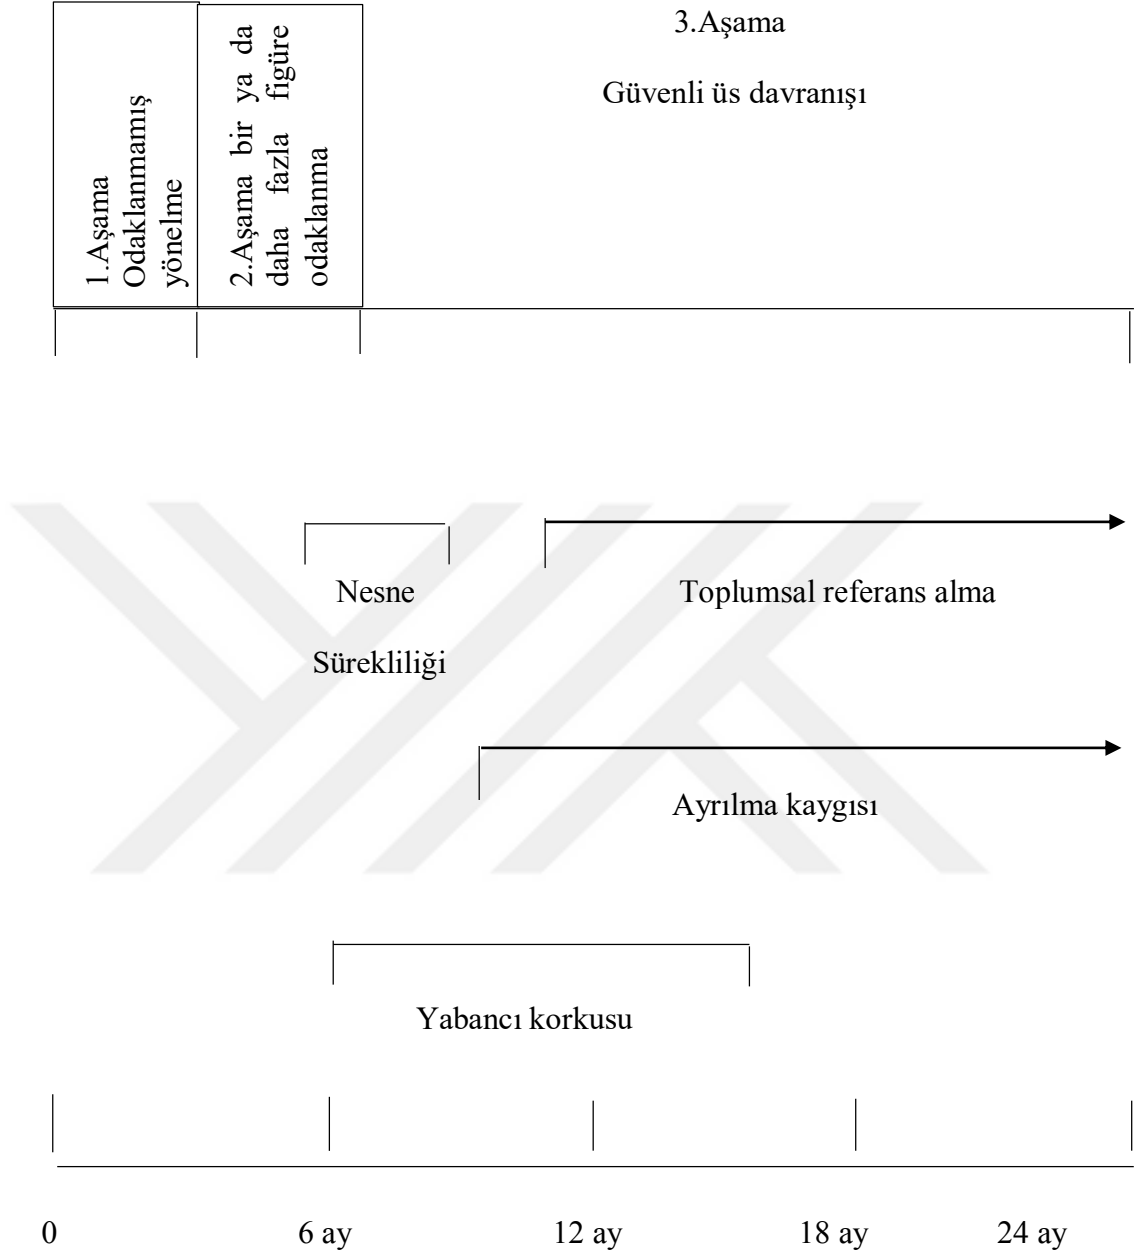 1.Aşama
Odaklanmamış
yönelme
2.Aşama bir ya da
daha fazla figüre
odaklanma
3.Aşama
Güvenli üs davranışı
Nesne
Sürekliliği
Toplumsal referans alma
Ayrılma kaygısı
Yabancı korkusu
0 6 ay 12 ay 18 ay 24 ay